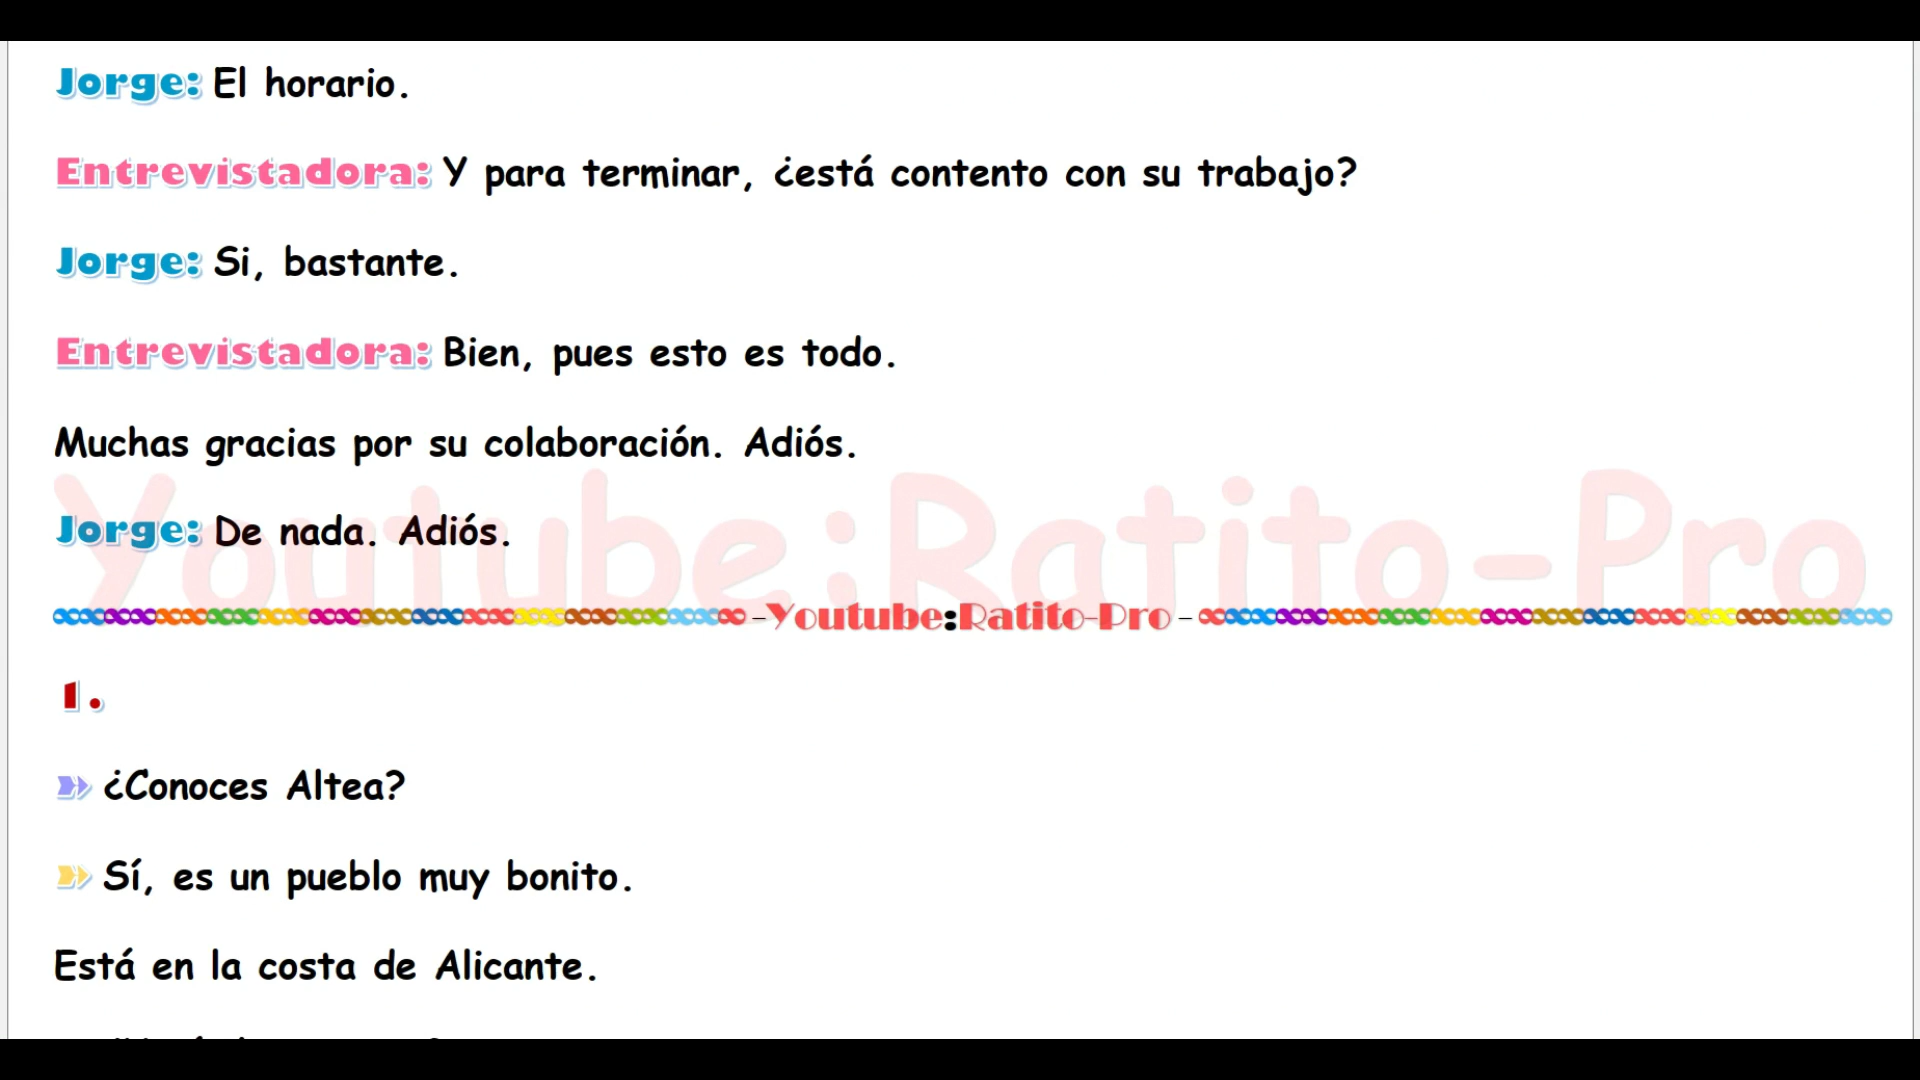 Jorge: El horario.
Entrevistadora: Y para terminar, ¿está contento con su trabajo?
Jorge: Si, bastante.
Entrevistadora: Bien, pues esto es todo.
Muchas gracias por su colaboración. Adiós.
Youtube:Ratito-Pro
Jorge: De nada. Adiós.
-Youtube:Ratito-Pro-
1.
¿Conoces Altea?
Sí, es un pueblo muy bonito.
Está en la costa de Alicante.